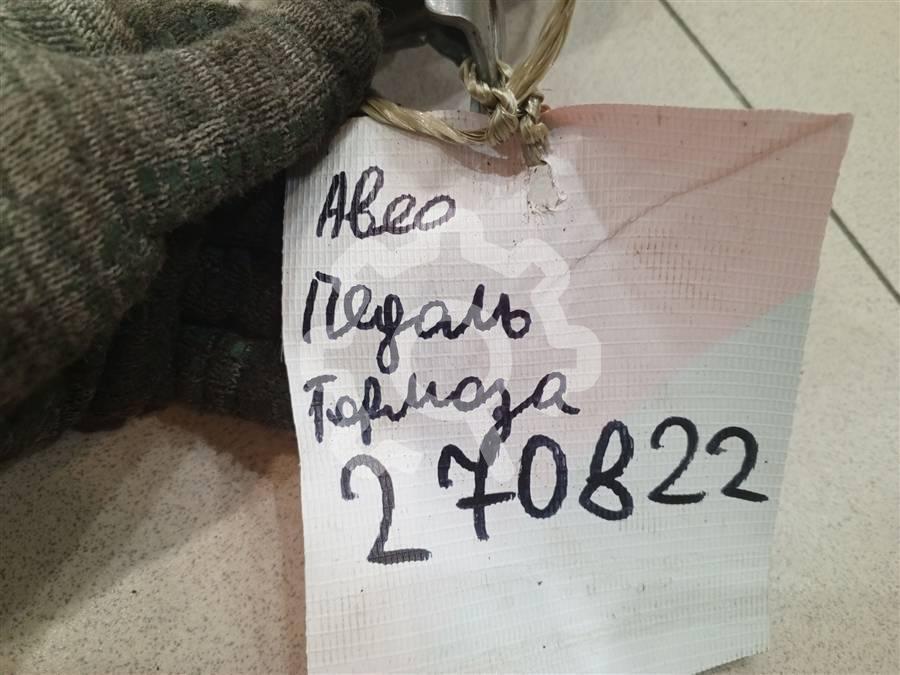 Авео
Педаль
Тормоза
270822